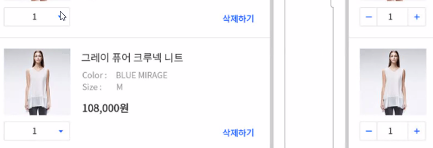 1 삭제하기 − 1 +
그레이 퓨어 크루넥 니트
Color : BLUE MIRAGE
Size : M
108,000원
1 삭제하기 − 1 +